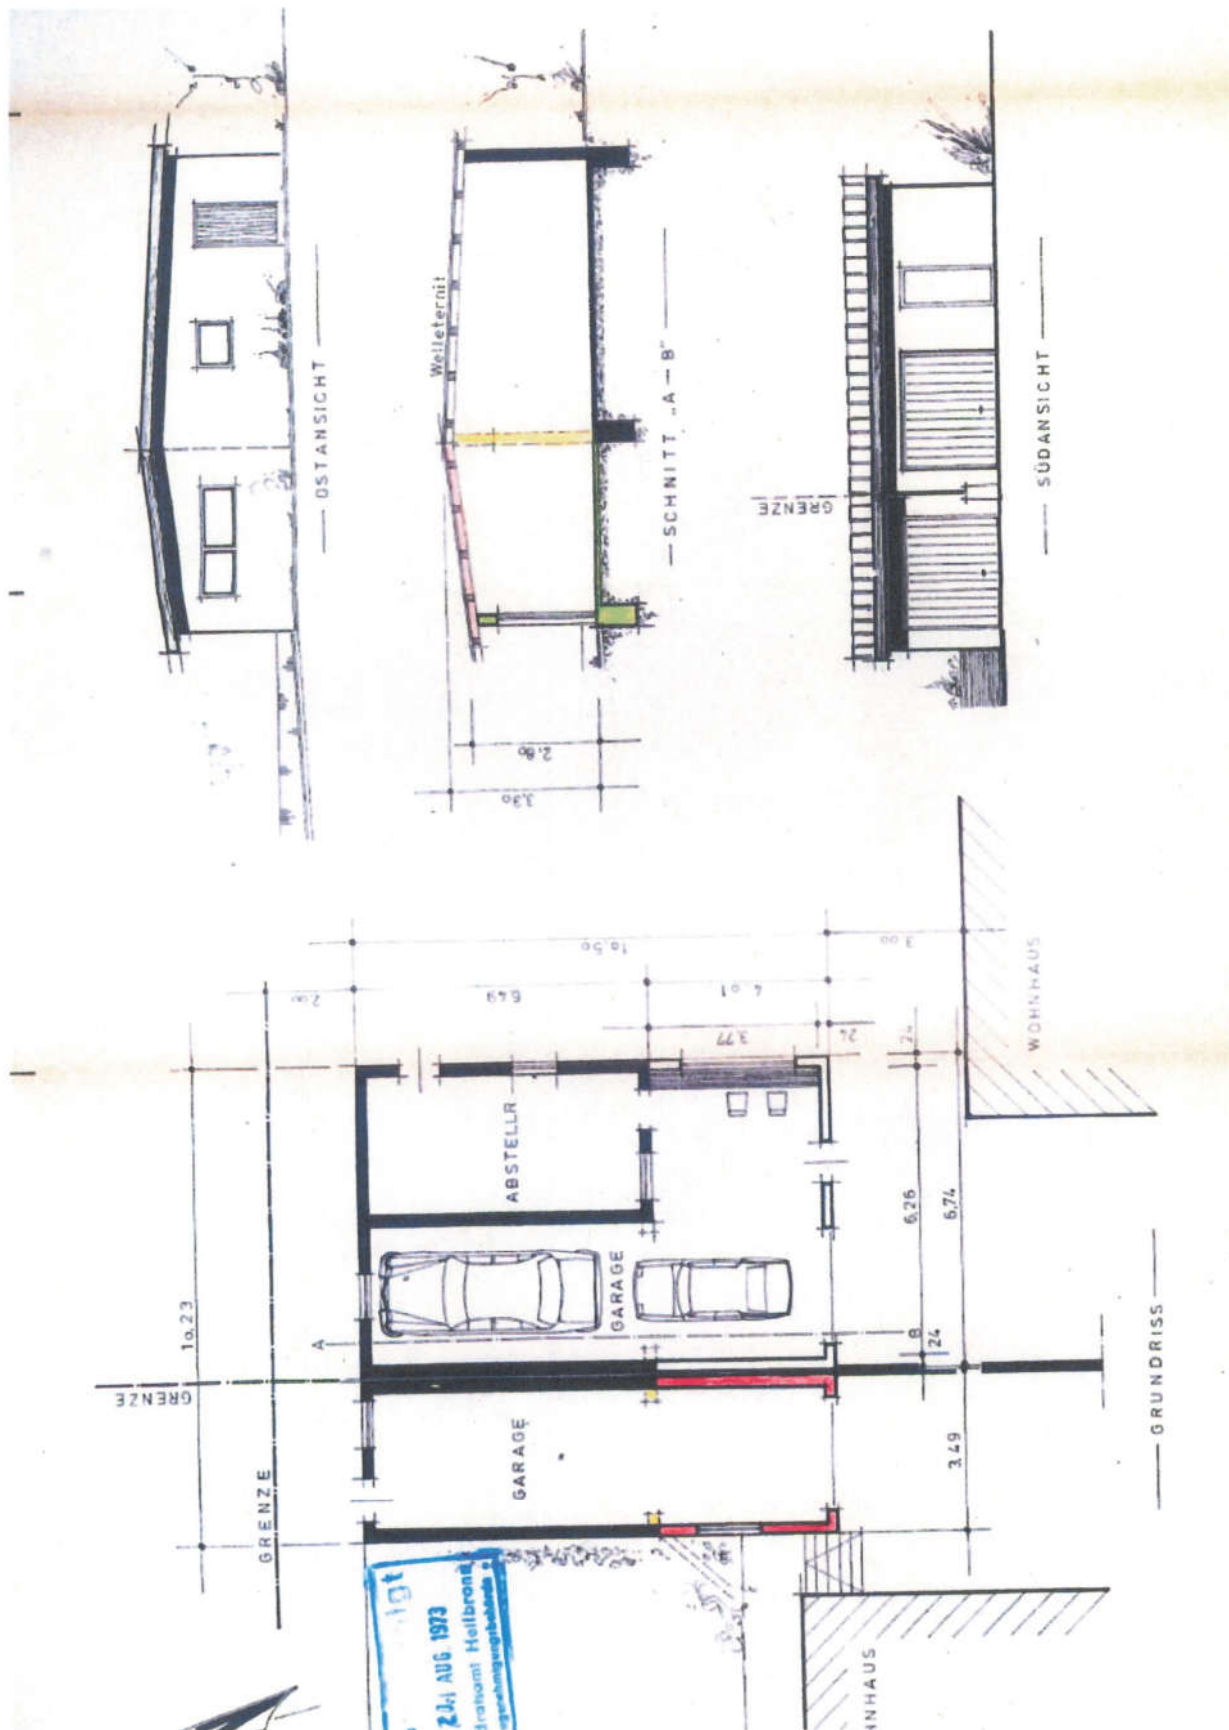 OSTANSICHT
Welleternit
SCHNITT „A—B"
GRENZE
SÜDANSICHT
2,80
3,30
GRENZE
GRENZE
10,23
2,00
10,50
6,49
4,01
3,77
24
3,00
24
6,26
6,74
24
3,49
A
B
ABSTELLR
GARAGE
GARAGE
WOHNHAUS
GRUNDRISS
AUG. 1973
Heilbronn
NHAUS